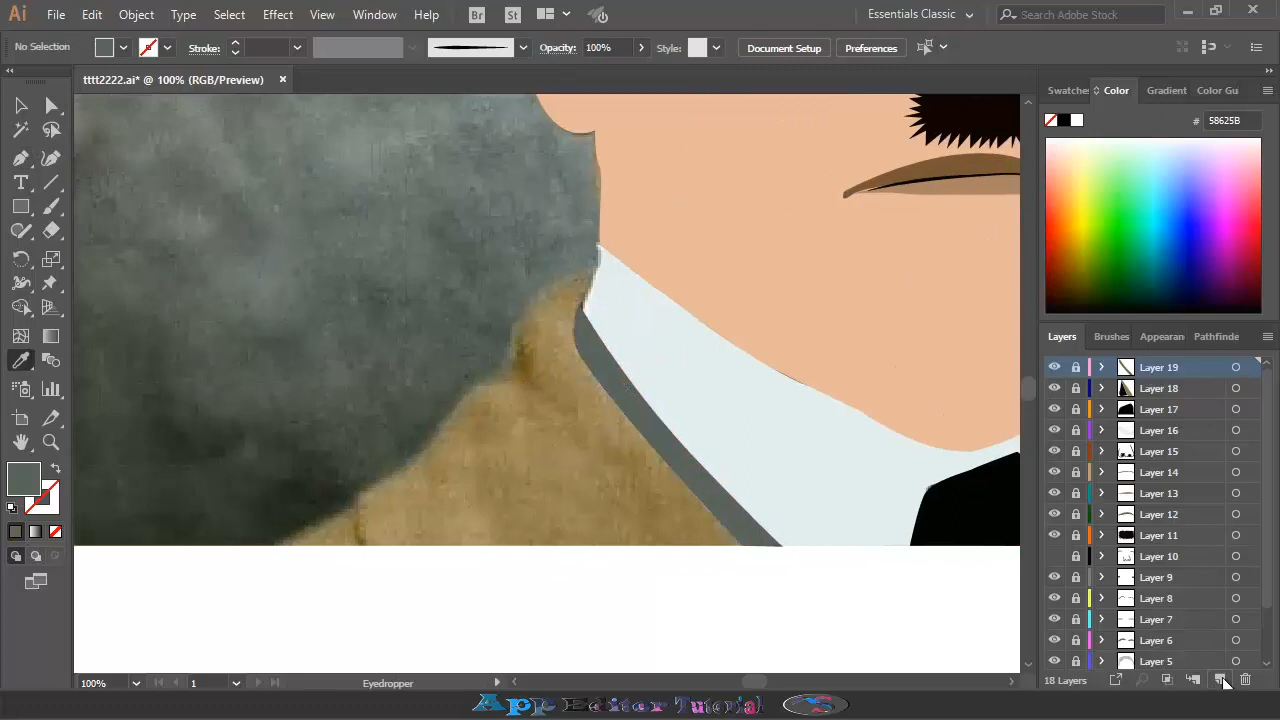 Ai File Edit Object Type Select Effect View Window Help Br St Essentials Classic Search Adobe Stock
No Selection Stroke: Opacity: 100% Style: Document Setup Preferences
tttt2222.ai* @ 100% (RGB/Preview) ×
Swatches Color Gradient Color Gu
# 58625B
Layers Brushes Appearan Pathfinde
Layer 19
Layer 18
Layer 17
Layer 16
Layer 15
Layer 14
Layer 13
Layer 12
Layer 11
Layer 10
Layer 9
Layer 8
Layer 7
Layer 6
Layer 5
100% 1 Eyedropper 18 Layers
App Editor Tutorial